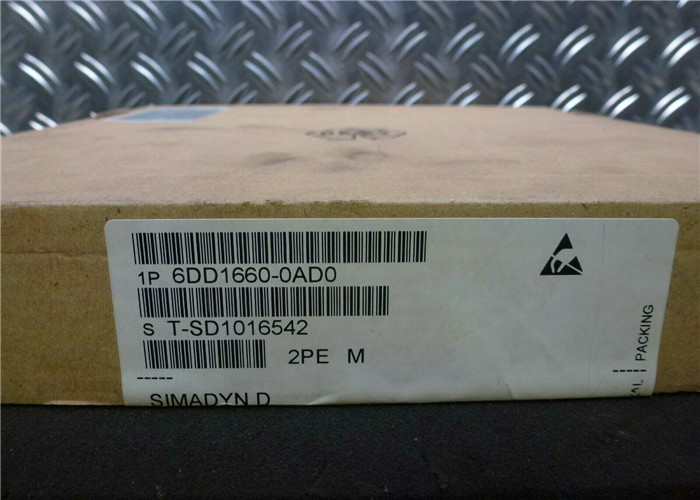 1P 6DD1660-0AD0
S T-SD1016542
2PE M
-----
SIMADYN D
----- PACKING